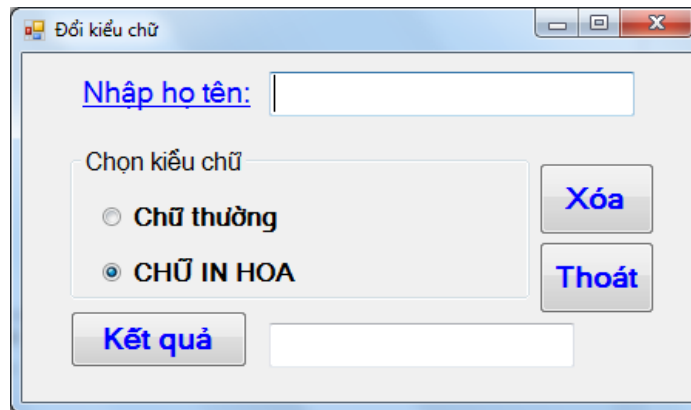 Đổi kiểu chữ
Nhập họ tên:
Chọn kiểu chữ
Chữ thường
CHỮ IN HOA
Xóa
Thoát
Kết quả